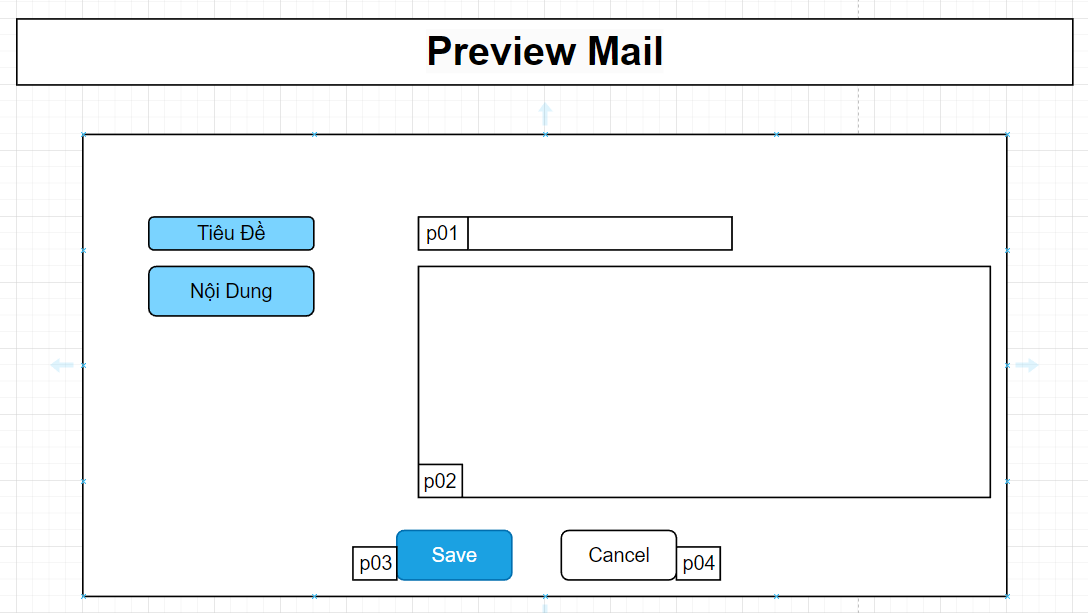 Preview Mail
Tiêu Đề
p01
Nội Dung
p02
p03
Save
Cancel
p04